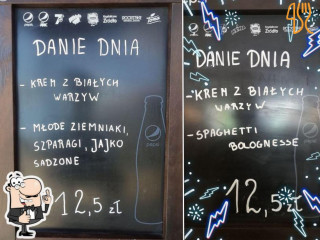 DANIE DNIA
- KREM Z BIAŁYCH
WARZYW
- MŁODE ZIEMNIAKI,
SZPARAGI, JAJKO
SADZONE
12,5 zł
DANIE DNIA
- KREM Z BIAŁYCH
WARZYW
- SPAGHETTI
BOLOGNESSE
12,5 zł